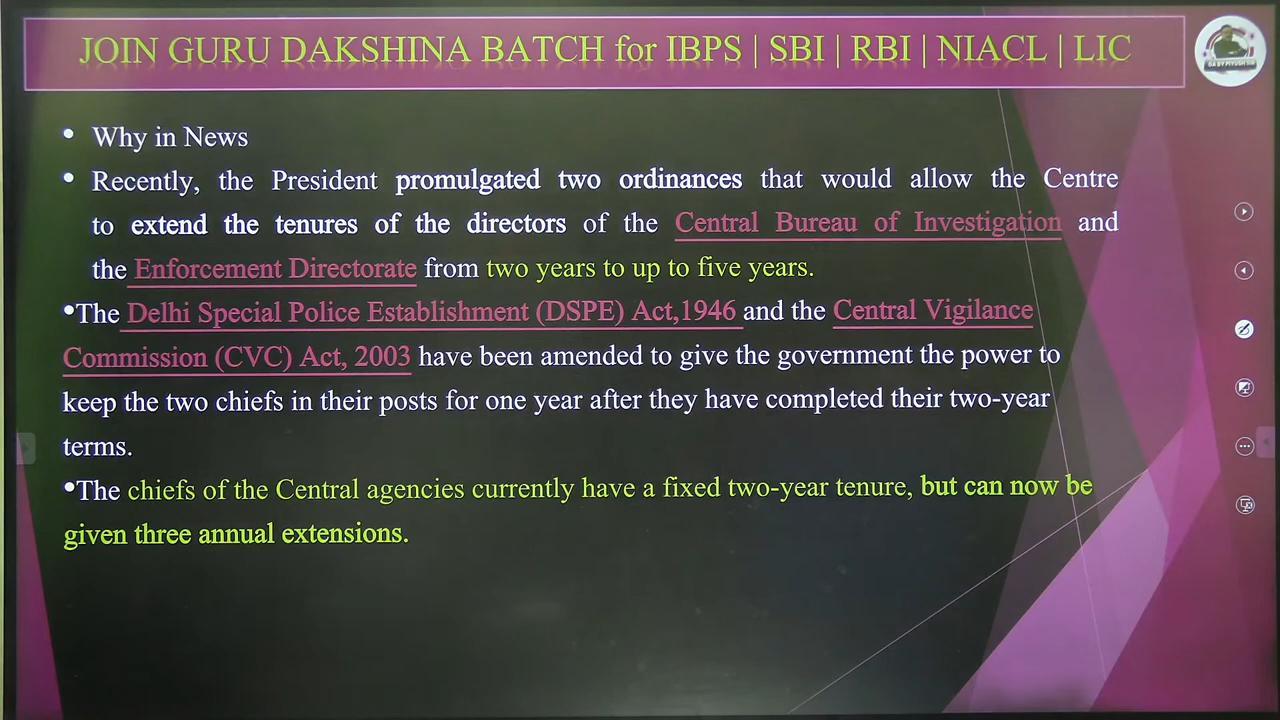 JOIN GURU DAKSHINA BATCH for IBPS | SBI | RBI | NIACL | LIC
GA BY PIYUSH SIR
• Why in News
• Recently, the President promulgated two ordinances that would allow the Centre
to extend the tenures of the directors of the Central Bureau of Investigation and
the Enforcement Directorate from two years to up to five years.
•The Delhi Special Police Establishment (DSPE) Act,1946 and the Central Vigilance
Commission (CVC) Act, 2003 have been amended to give the government the power to
keep the two chiefs in their posts for one year after they have completed their two-year
terms.
•The chiefs of the Central agencies currently have a fixed two-year tenure, but can now be
given three annual extensions.